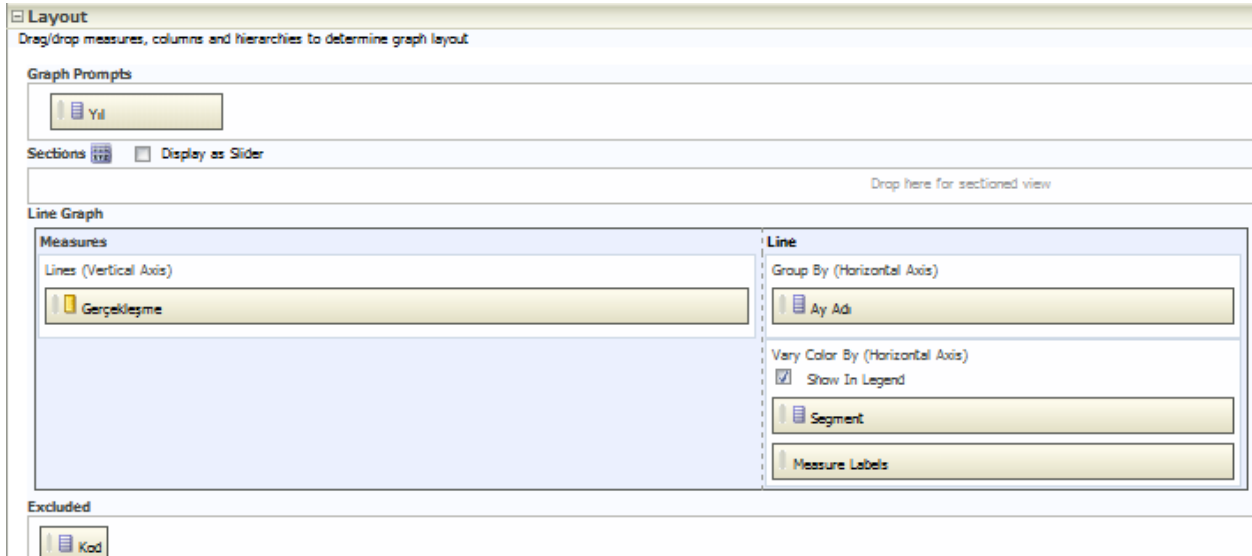 Layout
Drag/drop measures, columns and hierarchies to determine graph layout
Graph Prompts
Yıl
Sections Display as Slider
Drop here for sectioned view
Line Graph
Measures
Lines (Vertical Axis)
Gerçekleşme
Line
Group By (Horizontal Axis)
Ay Adı
Vary Color By (Horizontal Axis)
Show In Legend
Segment
Measure Labels
Excluded
Kod